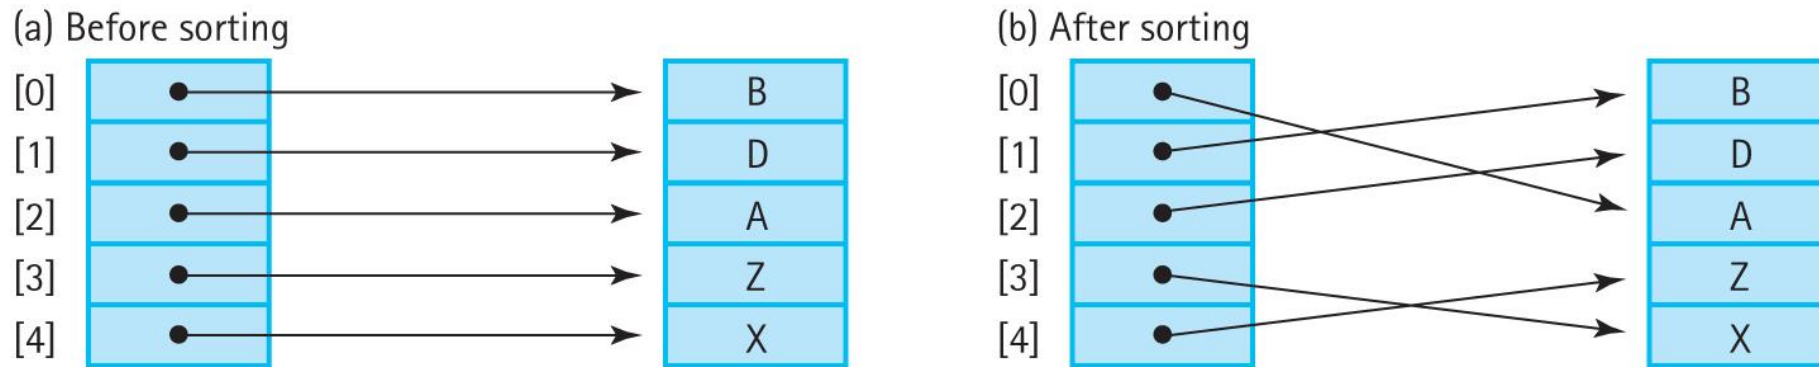 (a) Before sorting
[0] B
[1] D
[2] A
[3] Z
[4] X
(b) After sorting
[0] B
[1] D
[2] A
[3] Z
[4] X